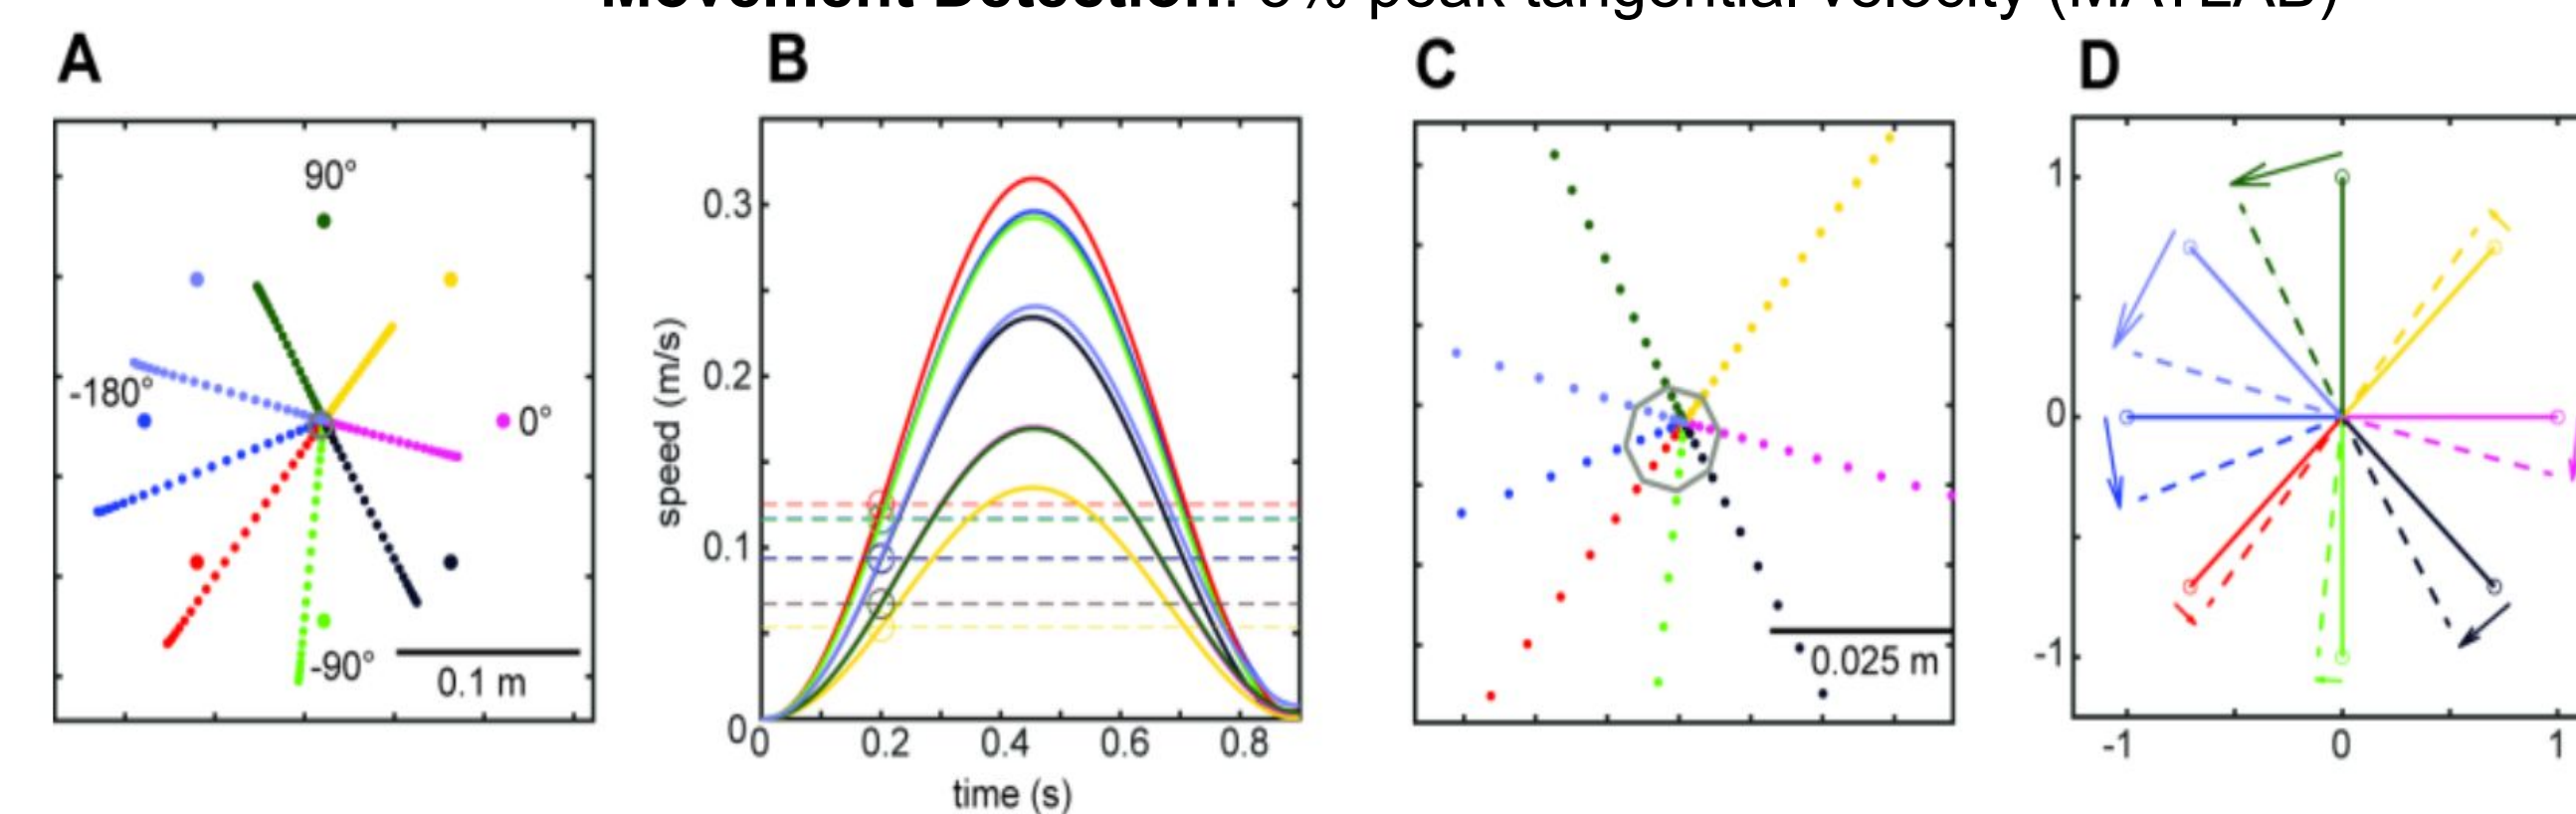 Movement Detection: 5% peak tangential velocity (MATLAB)
A
B
C
D
90°
-180°
0°
-90°
0.1 m
speed (m/s)
0.3
0.2
0.1
0
0
0.2
0.4
0.6
0.8
time (s)
0.025 m
1
0
-1
-1
0
1